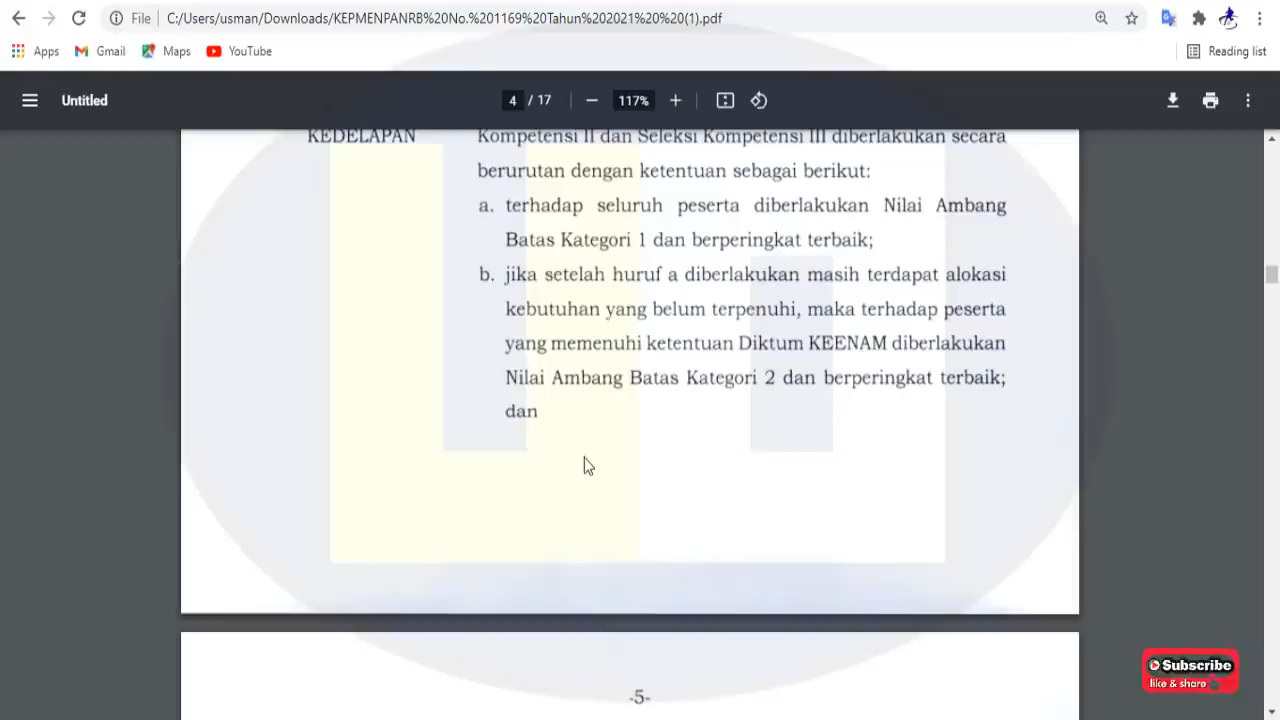 File
C:/Users/usman/Downloads/KEPMENPANRB%20No.%201169%20Tahun%202021%20%20(1).pdf
Apps
Gmail
Maps
YouTube
Reading list
Untitled
4 / 17
117%
KEDELAPAN
Kompetensi II dan Seleksi Kompetensi III diberlakukan secara
berurutan dengan ketentuan sebagai berikut:
a. terhadap seluruh peserta diberlakukan Nilai Ambang
Batas Kategori 1 dan berperingkat terbaik;
b. jika setelah huruf a diberlakukan masih terdapat alokasi
kebutuhan yang belum terpenuhi, maka terhadap peserta
yang memenuhi ketentuan Diktum KEENAM diberlakukan
Nilai Ambang Batas Kategori 2 dan berperingkat terbaik;
dan
-5-
Subscribe
like & share